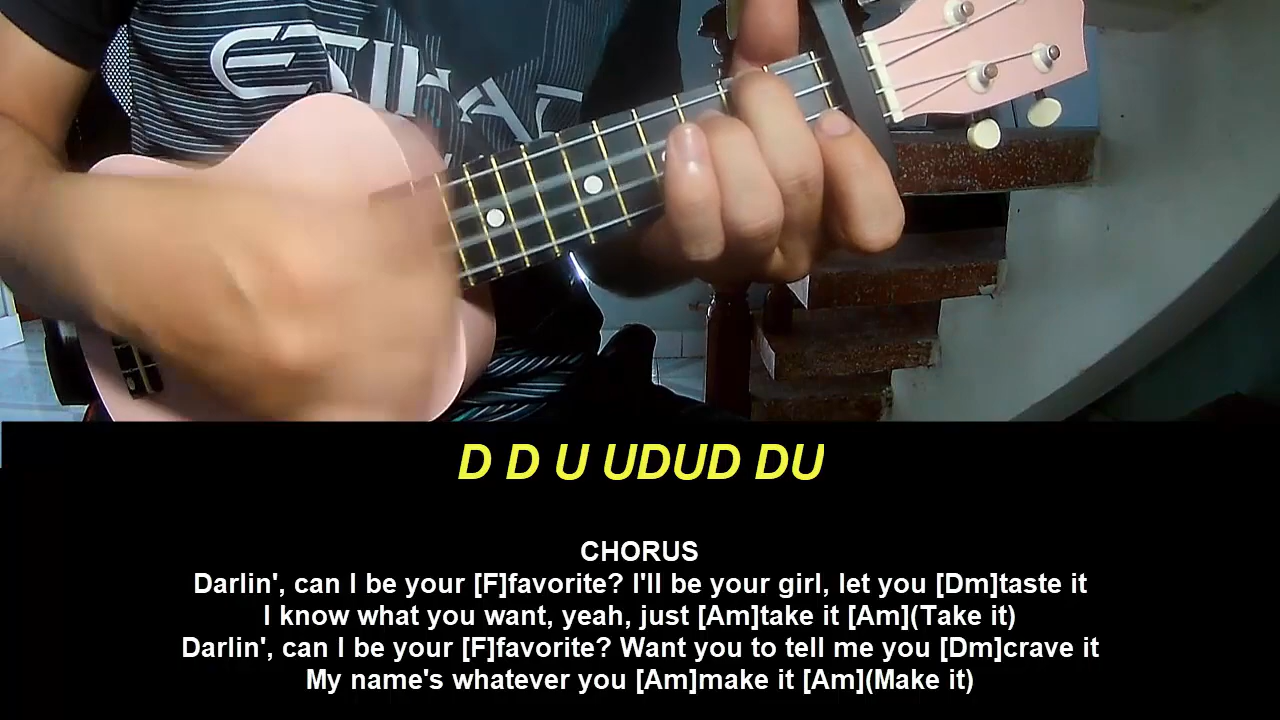 D D U UDUD DU
CHORUS
Darlin', can I be your [F]favorite? I'll be your girl, let you [Dm]taste it
I know what you want, yeah, just [Am]take it [Am](Take it)
Darlin', can I be your [F]favorite? Want you to tell me you [Dm]crave it
My name's whatever you [Am]make it [Am](Make it)